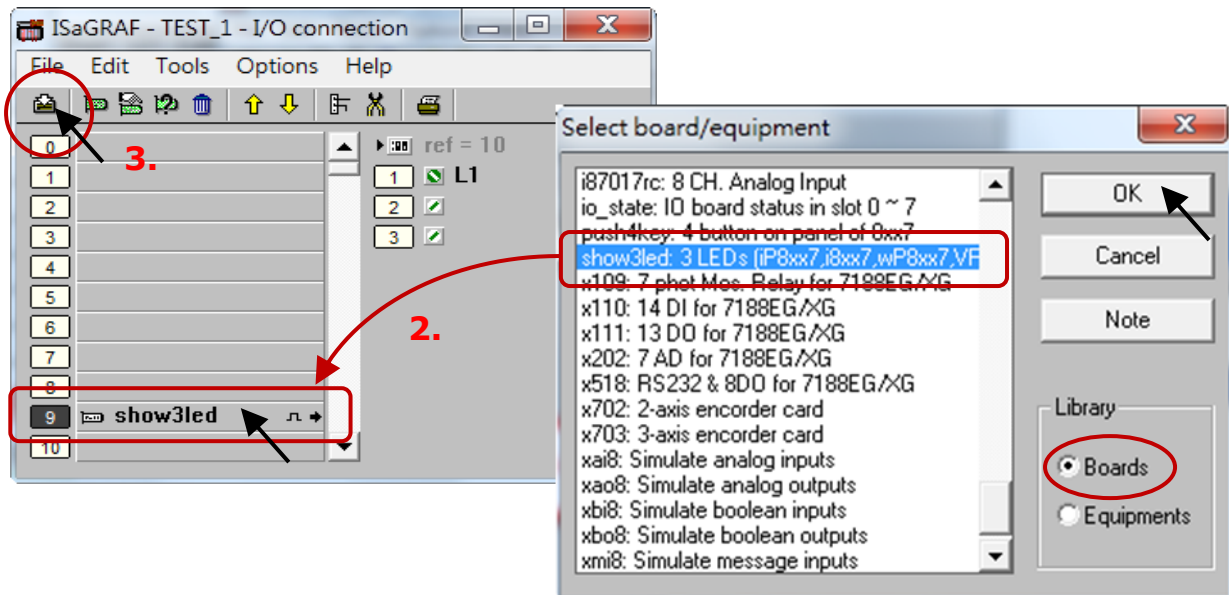 ISaGRAF - TEST_1 - I/O connection
File Edit Tools Options Help
0
1
2
3
4
5
6
7
8
9 show3led
10
ref = 10
1 L1
2
3
3.
2.
Select board/equipment
i87017rc: 8 CH. Analog Input
io_state: IO board status in slot 0 ~ 7
push4key: 4 button on panel of 8xx7
show3led: 3 LEDs (iP8xx7,i8xx7,wP8xx7,VF
x109: 7 phot Mos. Relay for 7188EG/XG
x110: 14 DI for 7188EG/XG
x111: 13 DO for 7188EG/XG
x202: 7 AD for 7188EG/XG
x518: RS232 & 8DO for 7188EG/XG
x702: 2-axis encorder card
x703: 3-axis encorder card
xai8: Simulate analog inputs
xao8: Simulate analog outputs
xbi8: Simulate boolean inputs
xbo8: Simulate boolean outputs
xmi8: Simulate message inputs
OK
Cancel
Note
Library
Boards
Equipments